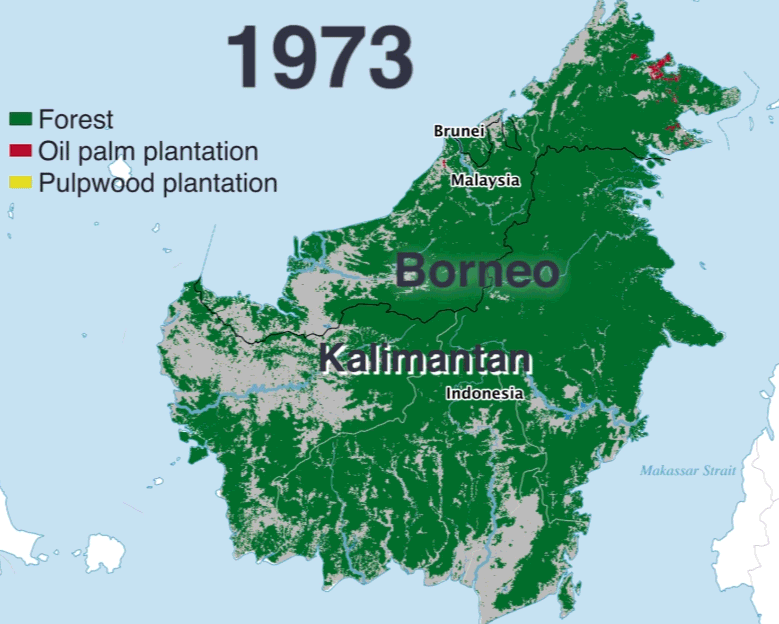 1973
Forest
Oil palm plantation
Pulpwood plantation
Brunei
Malaysia
Borneo
Kalimantan
Indonesia
Makassar Strait